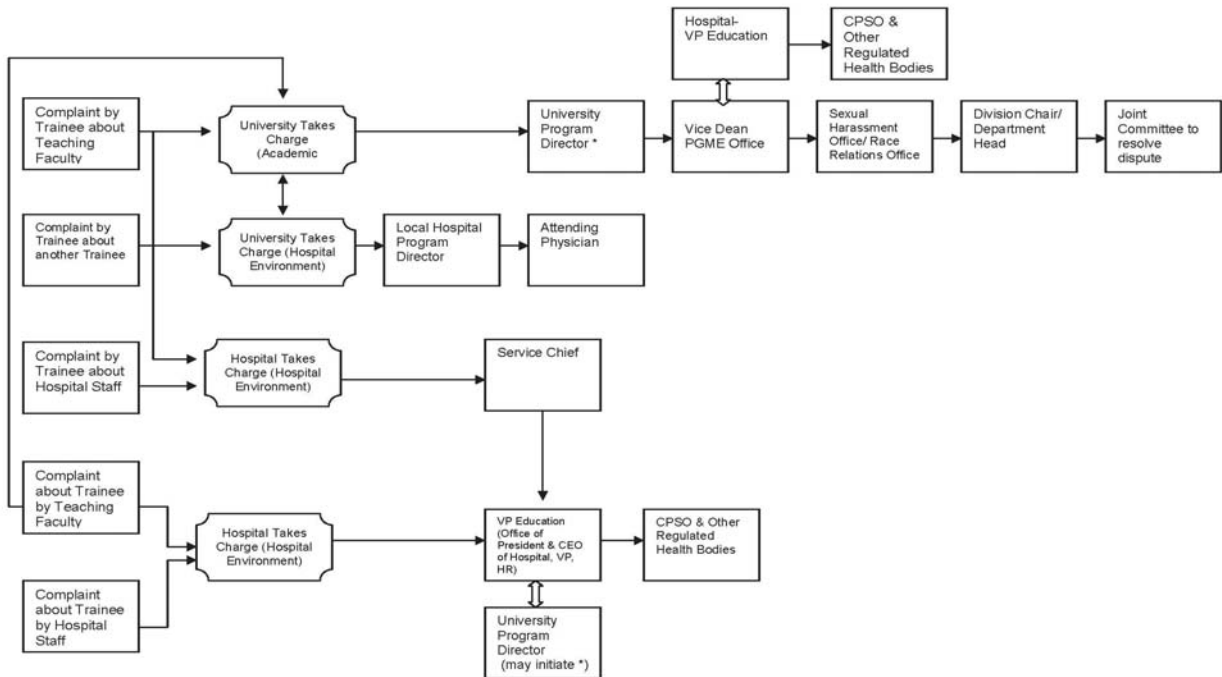 Hospital-
VP Education
CPSO &
Other
Regulated
Health Bodies
Complaint by
Trainee about
Teaching
Faculty
University Takes
Charge
(Academic
University
Program
Director *
Vice Dean
PGME Office
Sexual
Harassment
Office/ Race
Relations Office
Division Chair/
Department
Head
Joint
Committee to
resolve
dispute
Complaint by
Trainee about
another Trainee
University Takes
Charge (Hospital
Environment)
Local Hospital
Program
Director
Attending
Physician
Complaint by
Trainee about
Hospital Staff
Hospital Takes
Charge (Hospital
Environment)
Service Chief
Complaint
about Trainee
by Teaching
Faculty
Hospital Takes
Charge (Hospital
Environment)
VP Education
(Office of
President & CEO
of Hospital, VP,
HR)
CPSO & Other
Regulated
Health Bodies
Complaint
about Trainee
by Hospital
Staff
University
Program
Director
(may initiate *)